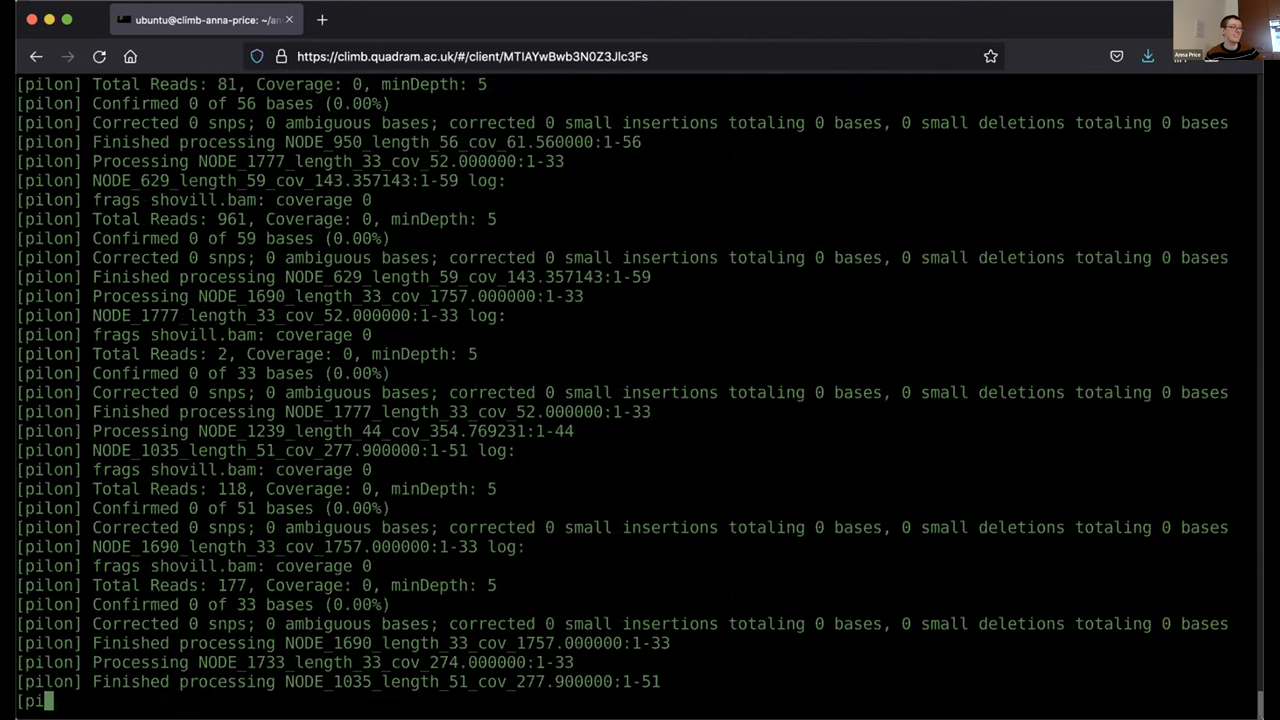 ubuntu@climb-anna-price: ~/an
https://climb.quadram.ac.uk/#/client/MTIAYwBwb3N0Z3Jlc3Fs
Anna Price
[pilon] Total Reads: 81, Coverage: 0, minDepth: 5
[pilon] Confirmed 0 of 56 bases (0.00%)
[pilon] Corrected 0 snps; 0 ambiguous bases; corrected 0 small insertions totaling 0 bases, 0 small deletions totaling 0 bases
[pilon] Finished processing NODE_950_length_56_cov_61.560000:1-56
[pilon] Processing NODE_1777_length_33_cov_52.000000:1-33
[pilon] NODE_629_length_59_cov_143.357143:1-59 log:
[pilon] frags shovill.bam: coverage 0
[pilon] Total Reads: 961, Coverage: 0, minDepth: 5
[pilon] Confirmed 0 of 59 bases (0.00%)
[pilon] Corrected 0 snps; 0 ambiguous bases; corrected 0 small insertions totaling 0 bases, 0 small deletions totaling 0 bases
[pilon] Finished processing NODE_629_length_59_cov_143.357143:1-59
[pilon] Processing NODE_1690_length_33_cov_1757.000000:1-33
[pilon] NODE_1777_length_33_cov_52.000000:1-33 log:
[pilon] frags shovill.bam: coverage 0
[pilon] Total Reads: 2, Coverage: 0, minDepth: 5
[pilon] Confirmed 0 of 33 bases (0.00%)
[pilon] Corrected 0 snps; 0 ambiguous bases; corrected 0 small insertions totaling 0 bases, 0 small deletions totaling 0 bases
[pilon] Finished processing NODE_1777_length_33_cov_52.000000:1-33
[pilon] Processing NODE_1239_length_44_cov_354.769231:1-44
[pilon] NODE_1035_length_51_cov_277.900000:1-51 log:
[pilon] frags shovill.bam: coverage 0
[pilon] Total Reads: 118, Coverage: 0, minDepth: 5
[pilon] Confirmed 0 of 51 bases (0.00%)
[pilon] Corrected 0 snps; 0 ambiguous bases; corrected 0 small insertions totaling 0 bases, 0 small deletions totaling 0 bases
[pilon] NODE_1690_length_33_cov_1757.000000:1-33 log:
[pilon] frags shovill.bam: coverage 0
[pilon] Total Reads: 177, Coverage: 0, minDepth: 5
[pilon] Confirmed 0 of 33 bases (0.00%)
[pilon] Corrected 0 snps; 0 ambiguous bases; corrected 0 small insertions totaling 0 bases, 0 small deletions totaling 0 bases
[pilon] Finished processing NODE_1690_length_33_cov_1757.000000:1-33
[pilon] Processing NODE_1733_length_33_cov_274.000000:1-33
[pilon] Finished processing NODE_1035_length_51_cov_277.900000:1-51
[pi